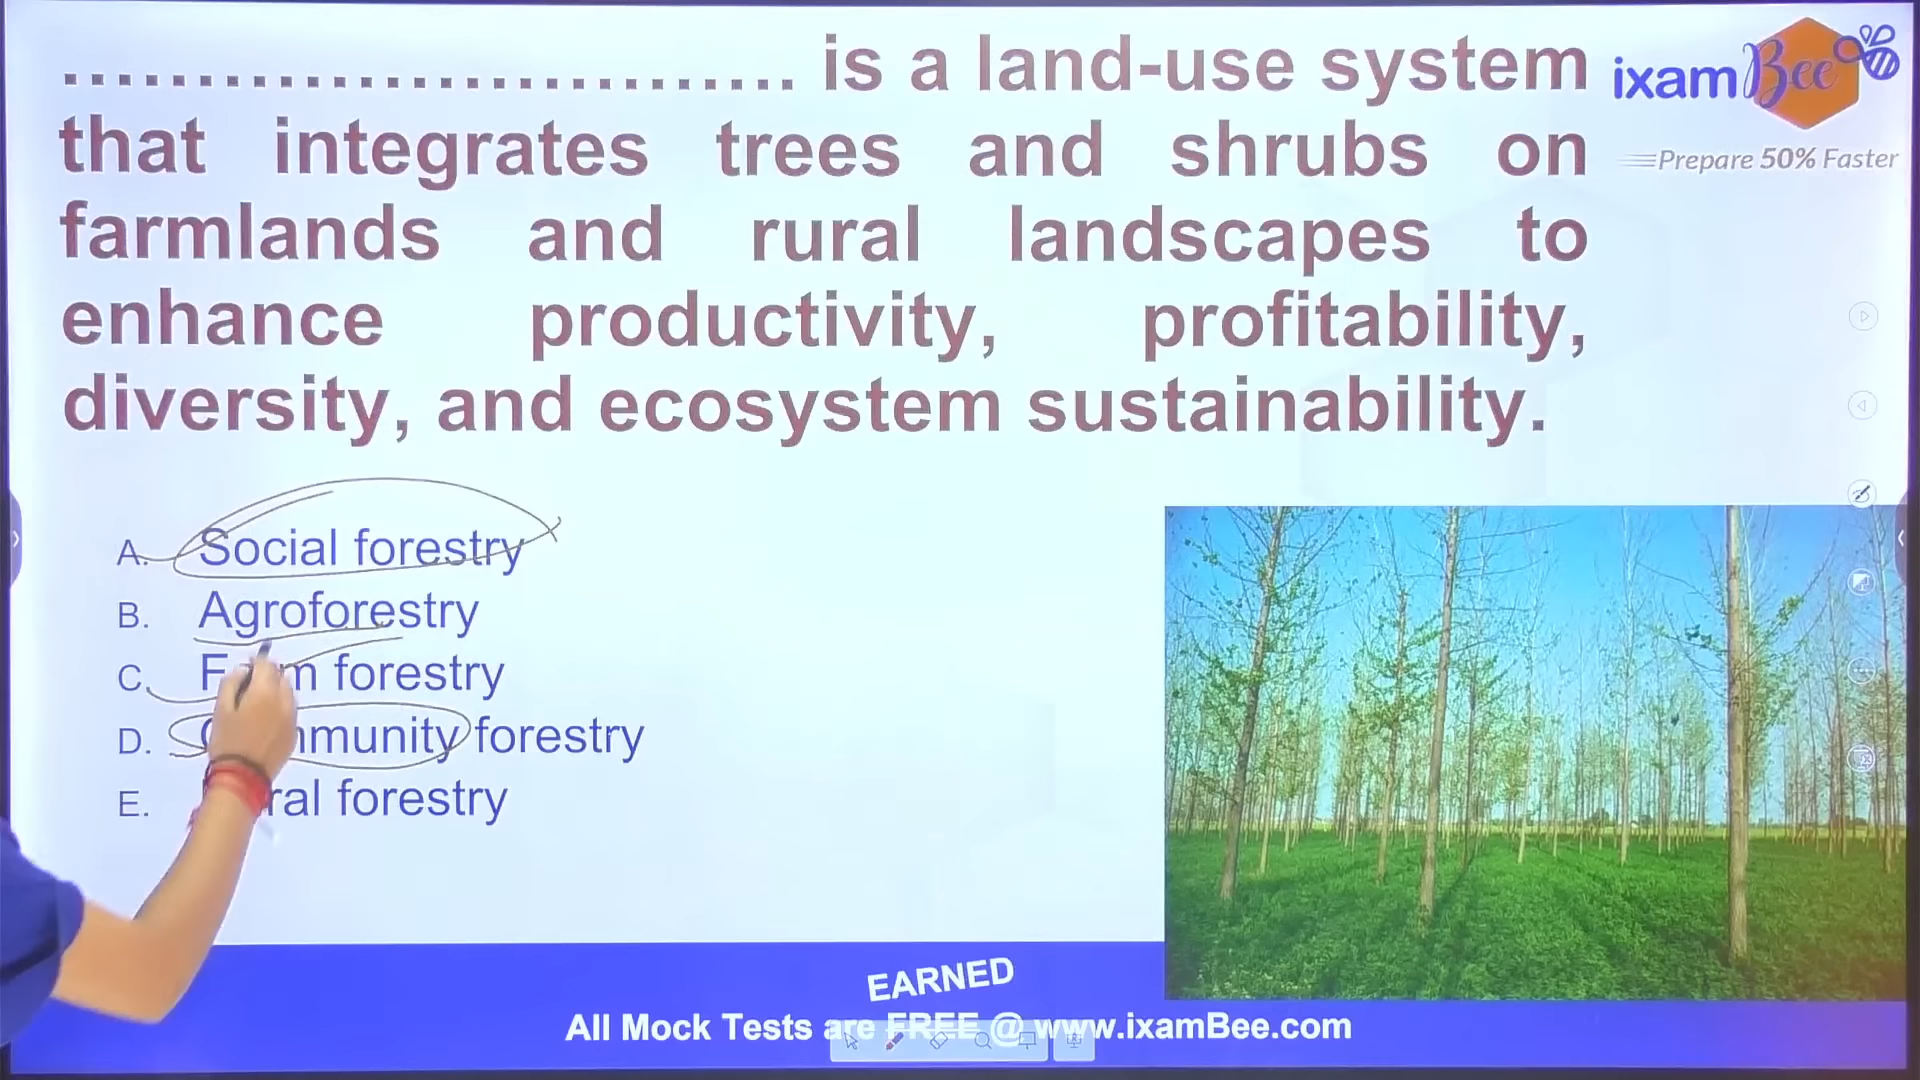 ............................ is a land-use system
that integrates trees and shrubs on
farmlands and rural landscapes to
enhance productivity, profitability,
diversity, and ecosystem sustainability.
ixamBee
Prepare 50% Faster
A. Social forestry
B. Agroforestry
C. forestry
D. forestry
E. forestry
EARNED
All Mock Tests are FREE @ www.ixamBee.com